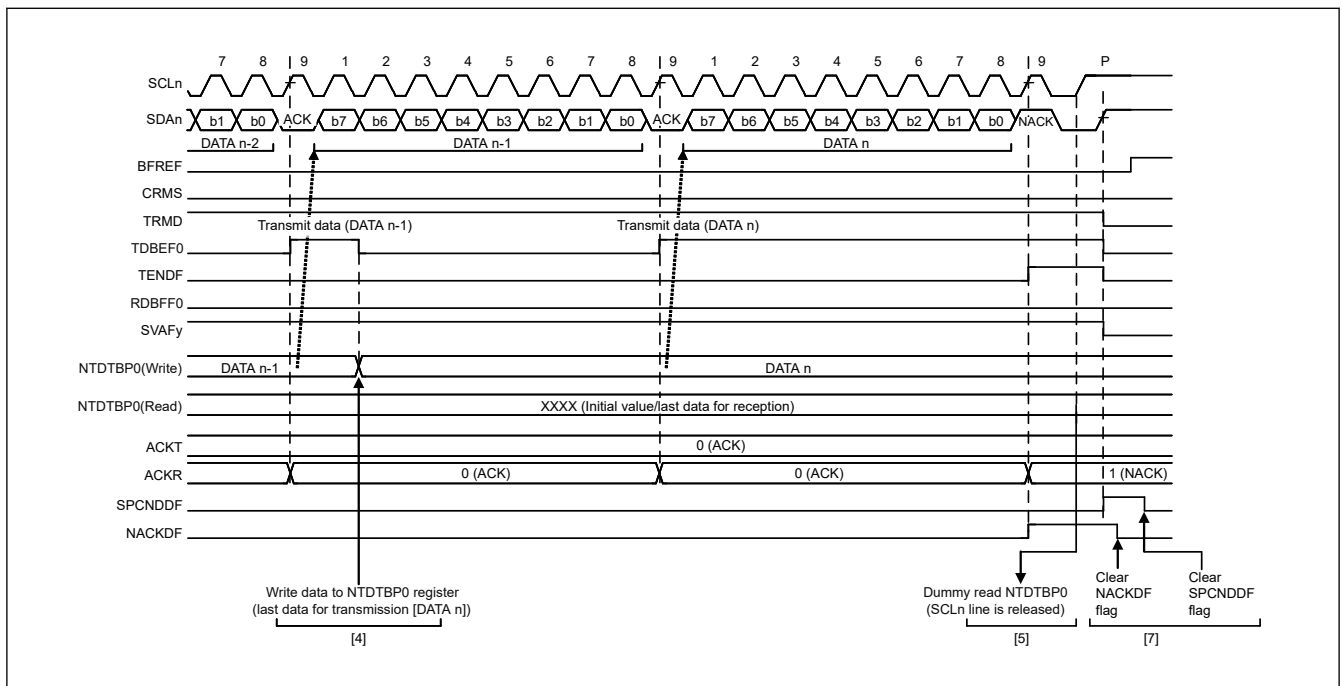 7 8 9 1 2 3 4 5 6 7 8 9 1 2 3 4 5 6 7 8 9 P
SCLn
SDAn b1 b0 ACK b7 b6 b5 b4 b3 b2 b1 b0 ACK b7 b6 b5 b4 b3 b2 b1 b0 NACK
DATA n-2 DATA n-1 DATA n
BFREF
CRMS
TRMD
Transmit data (DATA n-1) Transmit data (DATA n)
TDBEF0
TENDF
RDBFF0
SVAFy
NTDTBP0(Write) DATA n-1 DATA n
NTDTBP0(Read) XXXX (Initial value/last data for reception)
ACKT 0 (ACK)
ACKR 0 (ACK) 0 (ACK) 1 (NACK)
SPCNDDF
NACKDF
Write data to NTDTBP0 register
(last data for transmission [DATA n])
[4]
Dummy read NTDTBP0
(SCLn line is released)
[5]
Clear
NACKDF
flag
Clear
SPCNDDF
flag
[7]